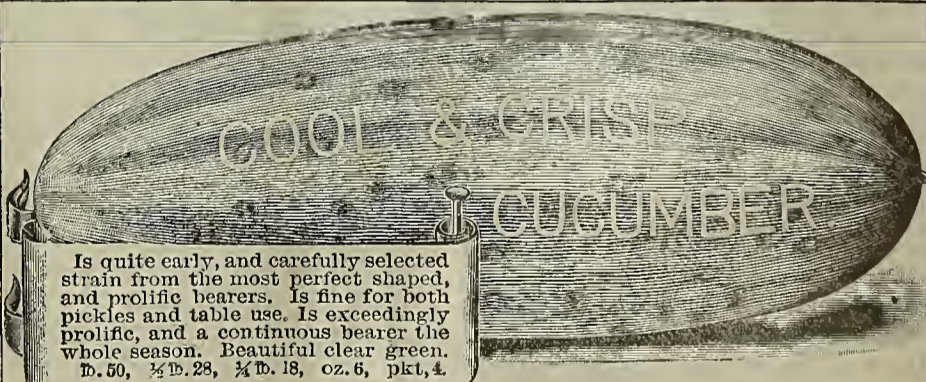 COOL & CRISP
CUCUMBER
Is quite early, and carefully selected
strain from the most perfect shaped,
and prolific bearers. Is fine for both
pickles and table use. Is exceedingly
prolific, and a continuous bearer the
whole season. Beautiful clear green.
lb. 50, ½ lb. 28, ¼ lb. 18, oz. 6, pkt, 4.